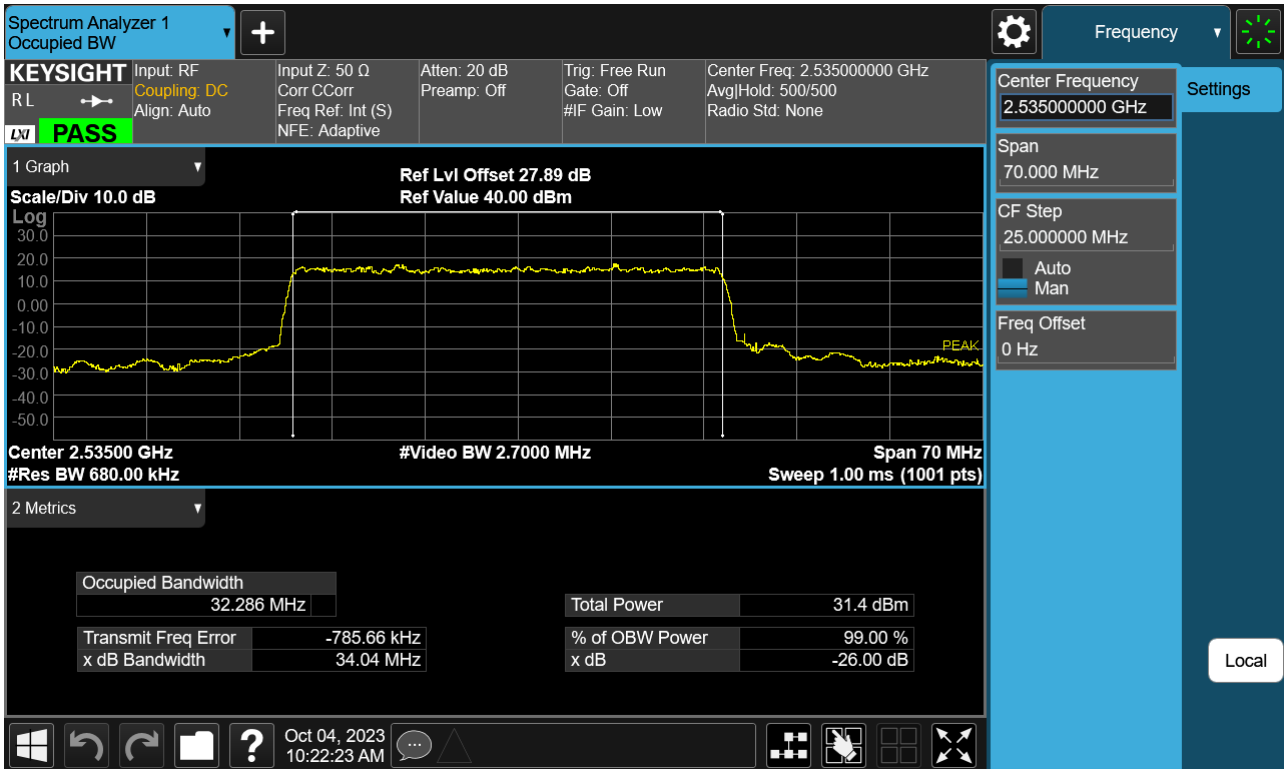 Spectrum Analyzer 1
Occupied BW
Frequency
KEYSIGHT
R L
LXI
PASS
Input: RF
Coupling: DC
Align: Auto
Input Z: 50 Ω
Corr CCorr
Freq Ref: Int (S)
NFE: Adaptive
Atten: 20 dB
Preamp: Off
Trig: Free Run
Gate: Off
#IF Gain: Low
Center Freq: 2.535000000 GHz
Avg|Hold: 500/500
Radio Std: None
Center Frequency
2.535000000 GHz
Settings
Span
70.000 MHz
CF Step
25.000000 MHz
Auto
Man
Freq Offset
0 Hz
1 Graph
Ref Lvl Offset 27.89 dB
Scale/Div 10.0 dB
Ref Value 40.00 dBm
Log
30.0
20.0
10.0
0.00
-10.0
-20.0
-30.0
-40.0
-50.0
PEAK
Center 2.53500 GHz
#Video BW 2.7000 MHz
Span 70 MHz
#Res BW 680.00 kHz
Sweep 1.00 ms (1001 pts)
2 Metrics
Occupied Bandwidth
32.286 MHz
Total Power 31.4 dBm
Transmit Freq Error -785.66 kHz
% of OBW Power 99.00 %
x dB Bandwidth 34.04 MHz
x dB -26.00 dB
Local
?
Oct 04, 2023
10:22:23 AM